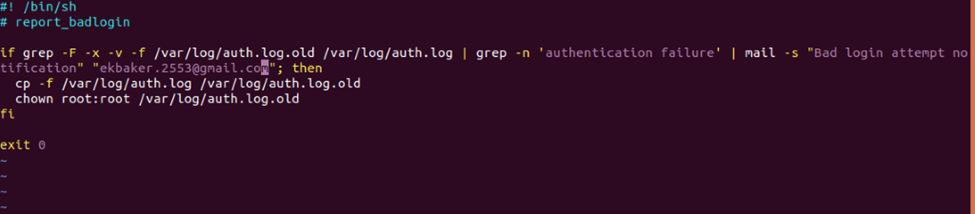 #! /bin/sh
# report_badlogin
if grep -F -x -v -f /var/log/auth.log.old /var/log/auth.log | grep -n 'authentication failure' | mail -s "Bad login attempt no
tification" "ekbaker.2553@gmail.com"; then
  cp -f /var/log/auth.log /var/log/auth.log.old
  chown root:root /var/log/auth.log.old
fi
exit 0
~
~
~
~